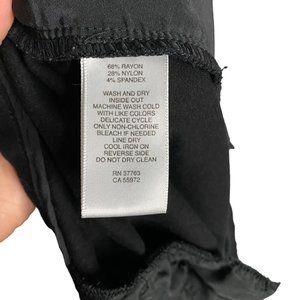 68% RAYON
28% NYLON
4% SPANDEX
WASH AND DRY
INSIDE OUT
MACHINE WASH COLD
WITH LIKE COLORS
DELICATE CYCLE
ONLY NON-CHLORINE
BLEACH IF NEEDED
LINE DRY
COOL IRON ON
REVERSE SIDE
DO NOT DRY CLEAN
RN 37763
CA 55972